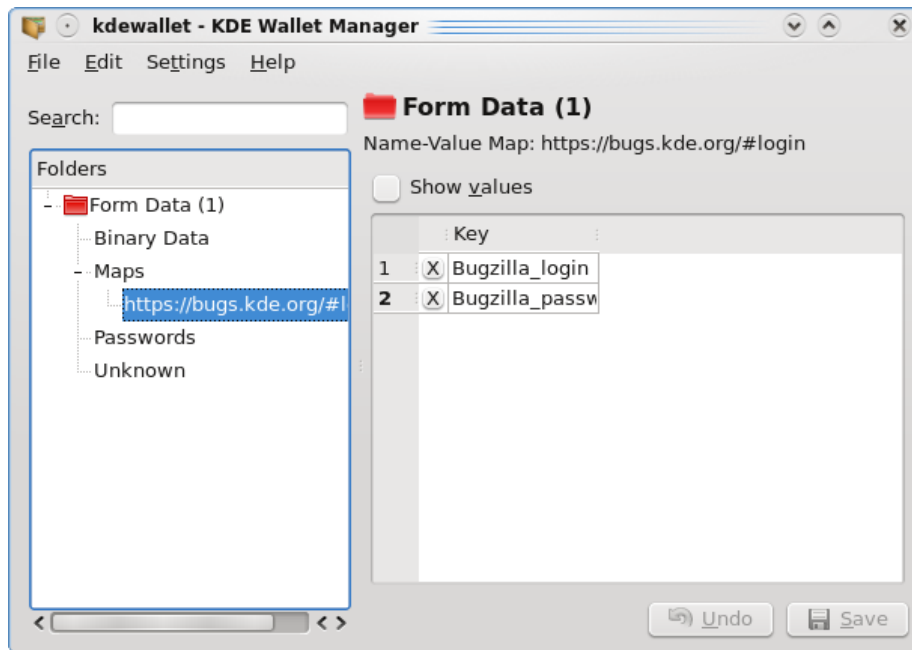 kdewallet - KDE Wallet Manager
File Edit Settings Help
Search:
Folders
Form Data (1)
Binary Data
Maps
https://bugs.kde.org/#l
Passwords
Unknown
Form Data (1)
Name-Value Map: https://bugs.kde.org/#login
Show values
Key
1 X Bugzilla_login
2 X Bugzilla_passw
Undo Save